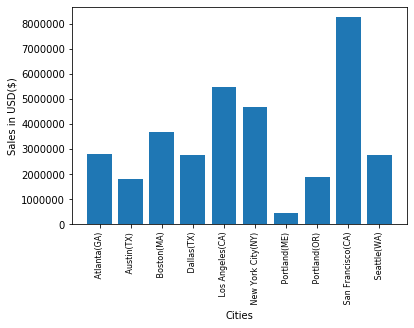 8000000
7000000
6000000
5000000
4000000
3000000
2000000
1000000
0
Sales in USD($)
Atlanta(GA)
Austin(TX)
Boston(MA)
Dallas(TX)
Los Angeles(CA)
New York City(NY)
Portland(ME)
Portland(OR)
San Francisco(CA)
Seattle(WA)
Cities